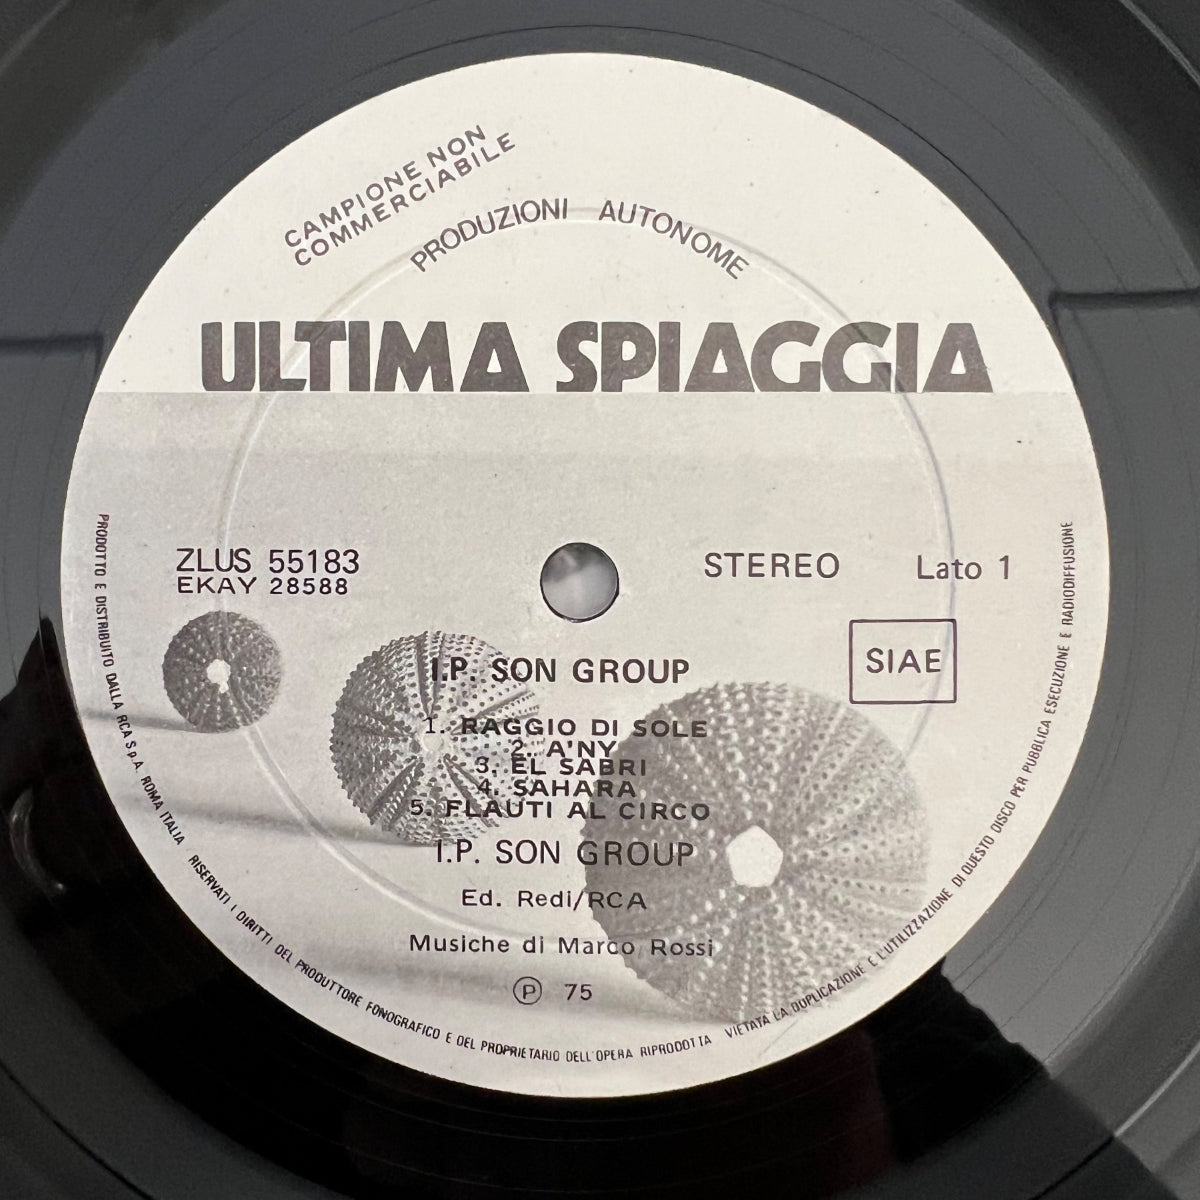 CAMPIONE NON
COMMERCIABILE
PRODUZIONI AUTONOME
ULTIMA SPIAGGIA
ZLUS 55183
EKAY 28588
STEREO
Lato 1
SIAE
I.P. SON GROUP
1. RAGGIO DI SOLE
2. A'NY
3. EL SABRI
4. SAHARA
5. FLAUTI AL CIRCO
I.P. SON GROUP
Ed. Redi/RCA
Musiche di Marco Rossi
Ⓟ 75
PRODOTTO E DISTRIBUITO DALLA RCA S.p.A. ROMA ITALIA RISERVATI I DIRITTI DEL PRODUTTORE FONOGRAFICO E DEL PROPRIETARIO DELL'OPERA RIPRODOTTA VIETATA LA DUPLICAZIONE E L'UTILIZZAZIONE DI QUESTO DISCO PER PUBBLICA ESECUZIONE E RADIODIFFUSIONE